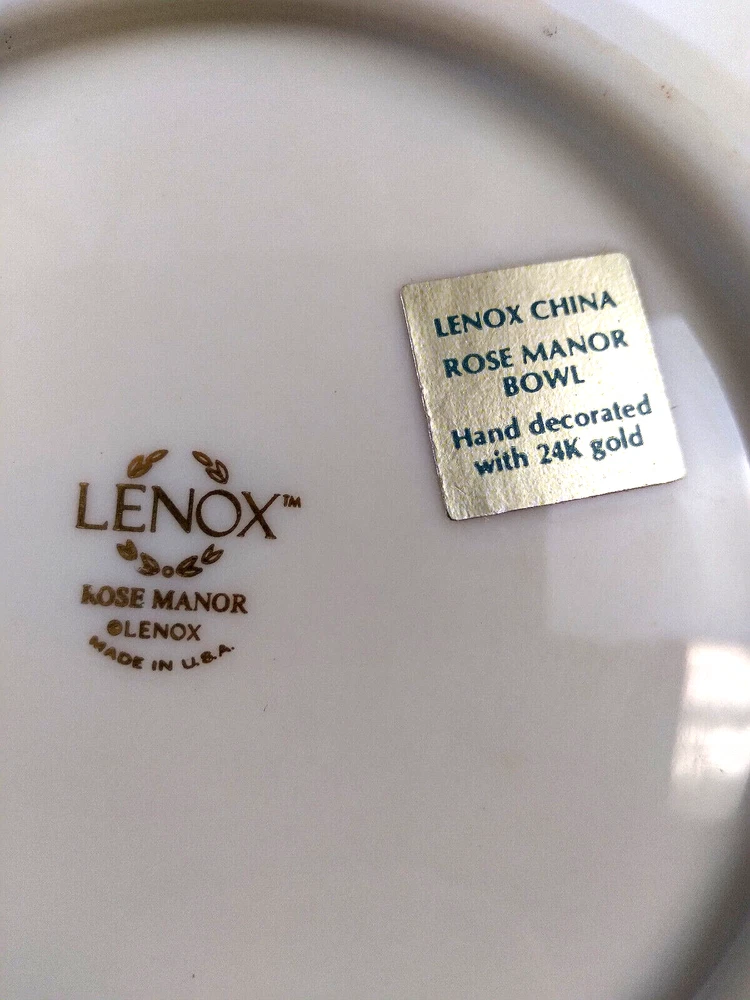 LENOX CHINA
ROSE MANOR
BOWL
Hand decorated
with 24K gold
LENOX™
ROSE MANOR
©LENOX
MADE IN U.S.A.